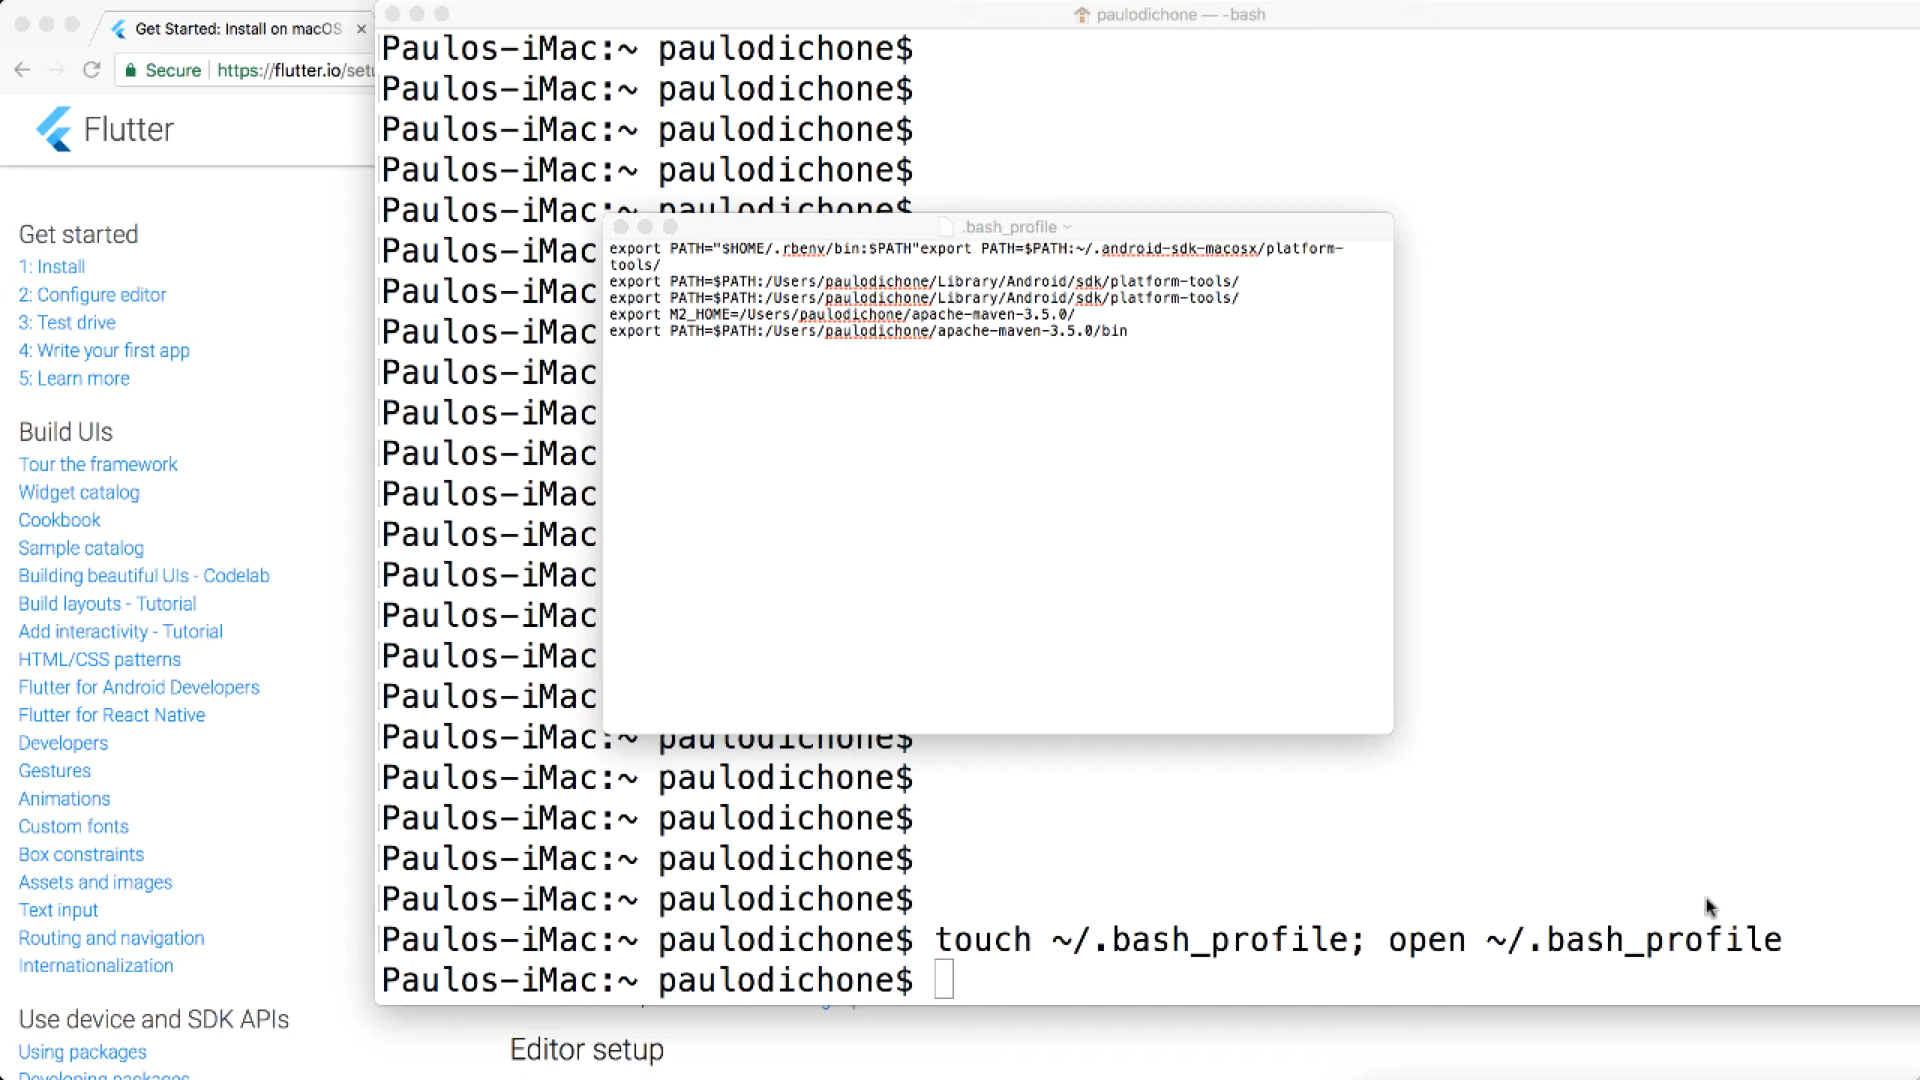 Get Started: Install on macOS
Secure
https://flutter.io/setu
Flutter
Get started
1: Install
2: Configure editor
3: Test drive
4: Write your first app
5: Learn more
Build UIs
Tour the framework
Widget catalog
Cookbook
Sample catalog
Building beautiful UIs - Codelab
Build layouts - Tutorial
Add interactivity - Tutorial
HTML/CSS patterns
Flutter for Android Developers
Flutter for React Native
Developers
Gestures
Animations
Custom fonts
Box constraints
Assets and images
Text input
Routing and navigation
Internationalization
Use device and SDK APIs
Using packages
Developing packages
paulodichone — -bash
Paulos-iMac:~ paulodichone$
Paulos-iMac:~ paulodichone$
Paulos-iMac:~ paulodichone$
Paulos-iMac:~ paulodichone$
Paulos-iMac:~ paulodichone$
Paulos-iMac
Paulos-iMac
Paulos-iMac
Paulos-iMac
Paulos-iMac
Paulos-iMac
Paulos-iMac
Paulos-iMac
Paulos-iMac
Paulos-iMac
Paulos-iMac
Paulos-iMac
Paulos-iMac:~ paulodichone$
Paulos-iMac:~ paulodichone$
Paulos-iMac:~ paulodichone$
Paulos-iMac:~ paulodichone$
Paulos-iMac:~ paulodichone$
Paulos-iMac:~ paulodichone$ touch ~/.bash_profile; open ~/.bash_profile
Paulos-iMac:~ paulodichone$
.bash_profile
export PATH="$HOME/.rbenv/bin:$PATH"export PATH=$PATH:~/.android-sdk-macosx/platform-
tools/
export PATH=$PATH:/Users/paulodichone/Library/Android/sdk/platform-tools/
export PATH=$PATH:/Users/paulodichone/Library/Android/sdk/platform-tools/
export M2_HOME=/Users/paulodichone/apache-maven-3.5.0/
export PATH=$PATH:/Users/paulodichone/apache-maven-3.5.0/bin
Editor setup